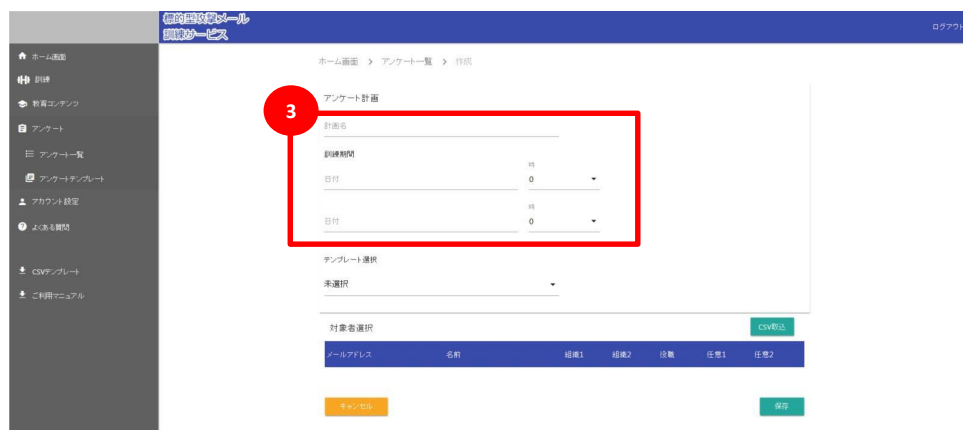 標的型攻撃メール
訓練サービス
ログアウト
ホーム画面
訓練
教育コンテンツ
アンケート
アンケート一覧
アンケートテンプレート
アカウント設定
よくある質問
CSVテンプレート
ご利用マニュアル
ホーム画面 > アンケート一覧 > 作成
アンケート計画
3
計画名
訓練期間
時
日付 0
時
日付 0
テンプレート選択
未選択
対象者選択 CSV取込
メールアドレス 名前 組織1 組織2 役職 任意1 任意2
キャンセル 保存